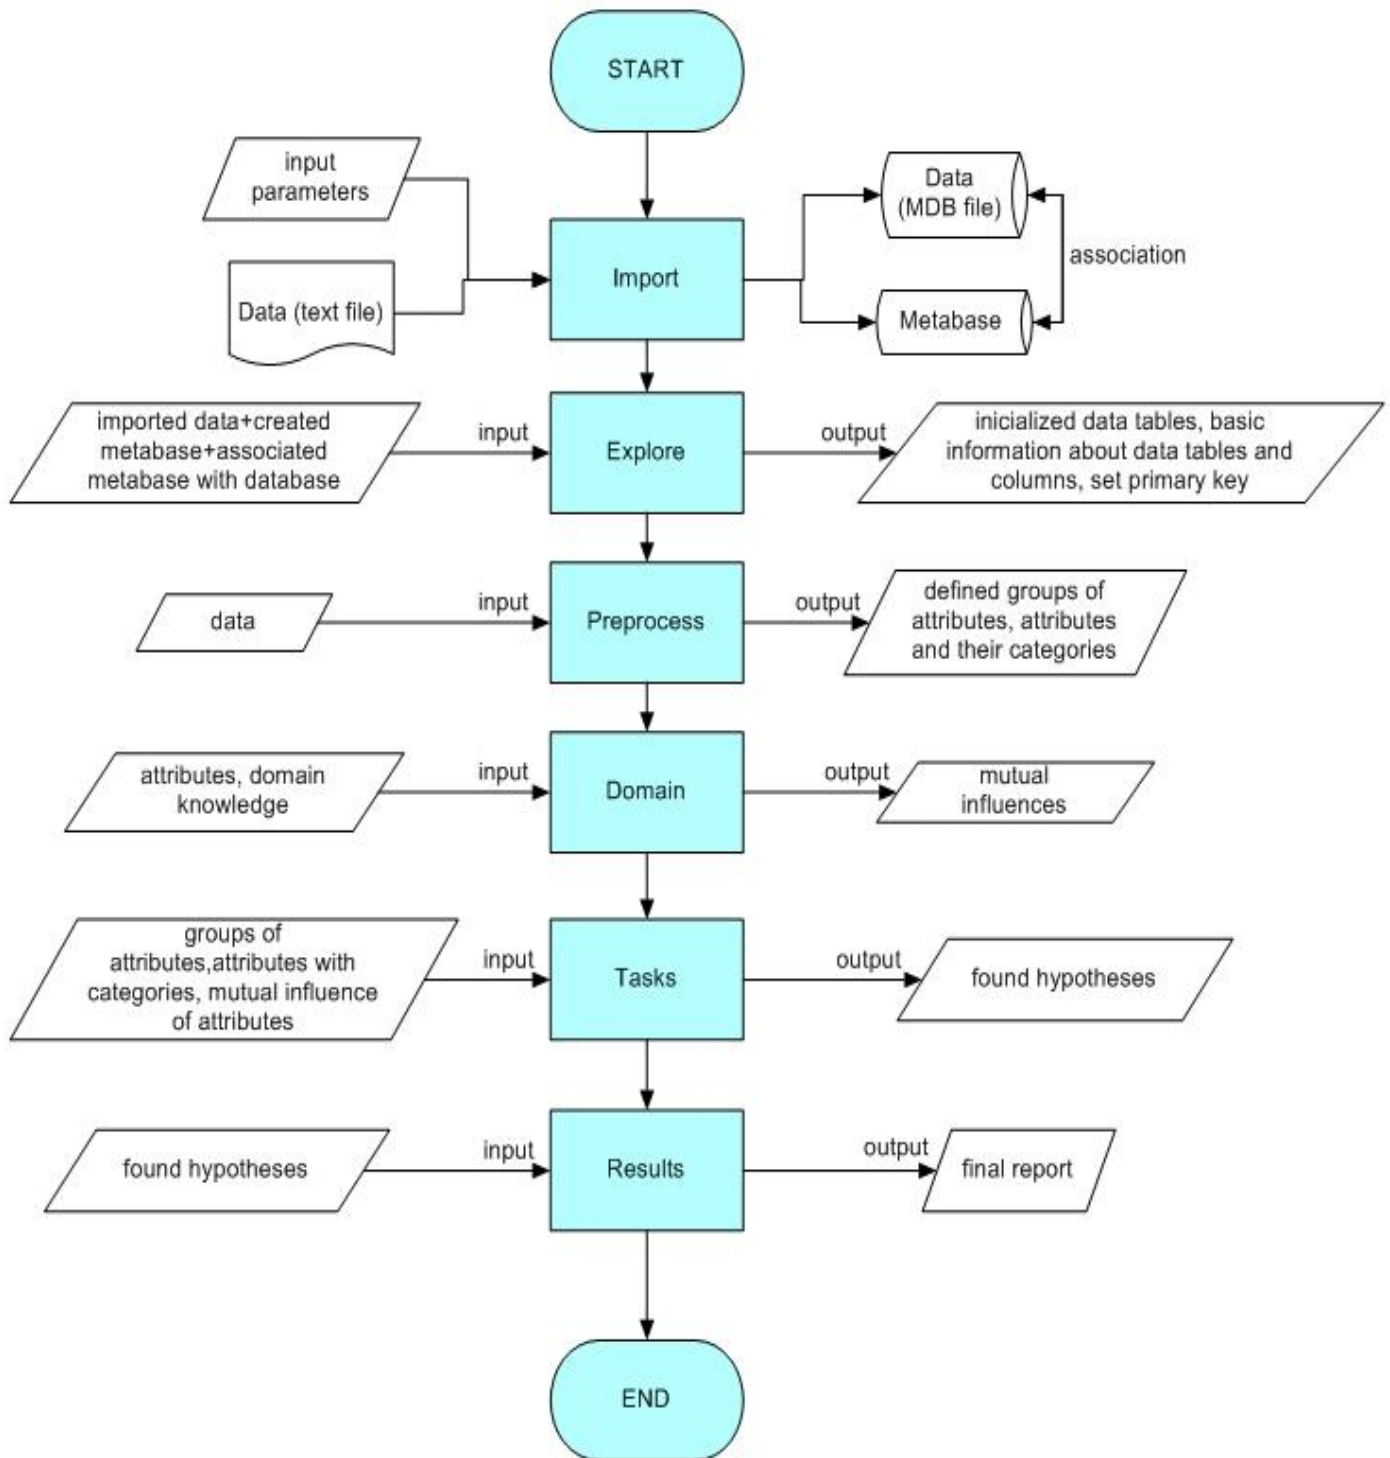 START
input
parameters
Data (text file)
Import
Data
(MDB file)
association
Metabase
imported data+created
metabase+associated
metabase with database
input
Explore
output
inicialized data tables, basic
information about data tables and
columns, set primary key
data
input
Preprocess
output
defined groups of
attributes, attributes
and their categories
attributes, domain
knowledge
input
Domain
output
mutual
influences
groups of
attributes,attributes with
categories, mutual influence
of attributes
input
Tasks
output
found hypotheses
found hypotheses
input
Results
output
final report
END